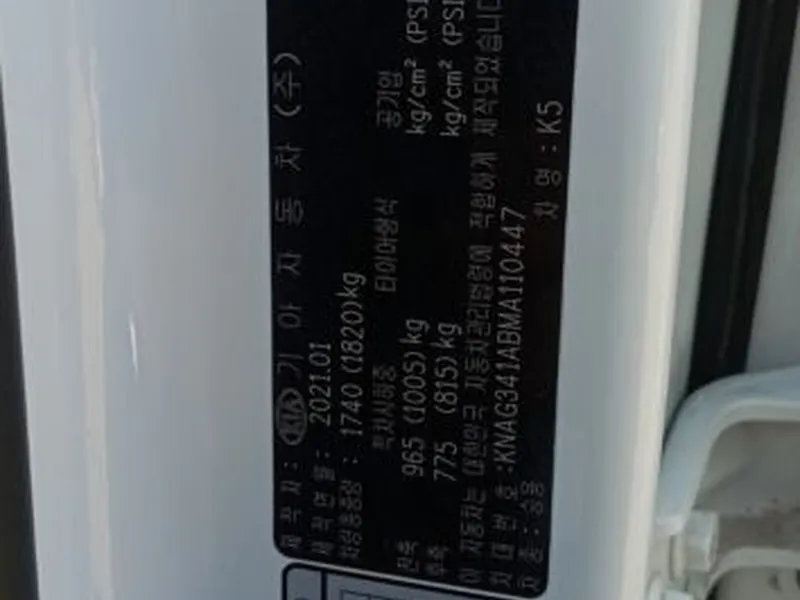 제작자 : KIA 기아자동차(주)
제작연월 : 2021.01
차량총중량 : 1740 (1820)kg
허용축하중 타이어형식 공기압
전축 965 (1005)kg kg/cm² (PSI
후축 775 (815)kg kg/cm² (PSI
이 자동차는 대한민국 자동차관리법령에 적합하게 제작되었습니다
차대번호 :KNAG341ABMA110447
차종 : 승용 차명 : K5